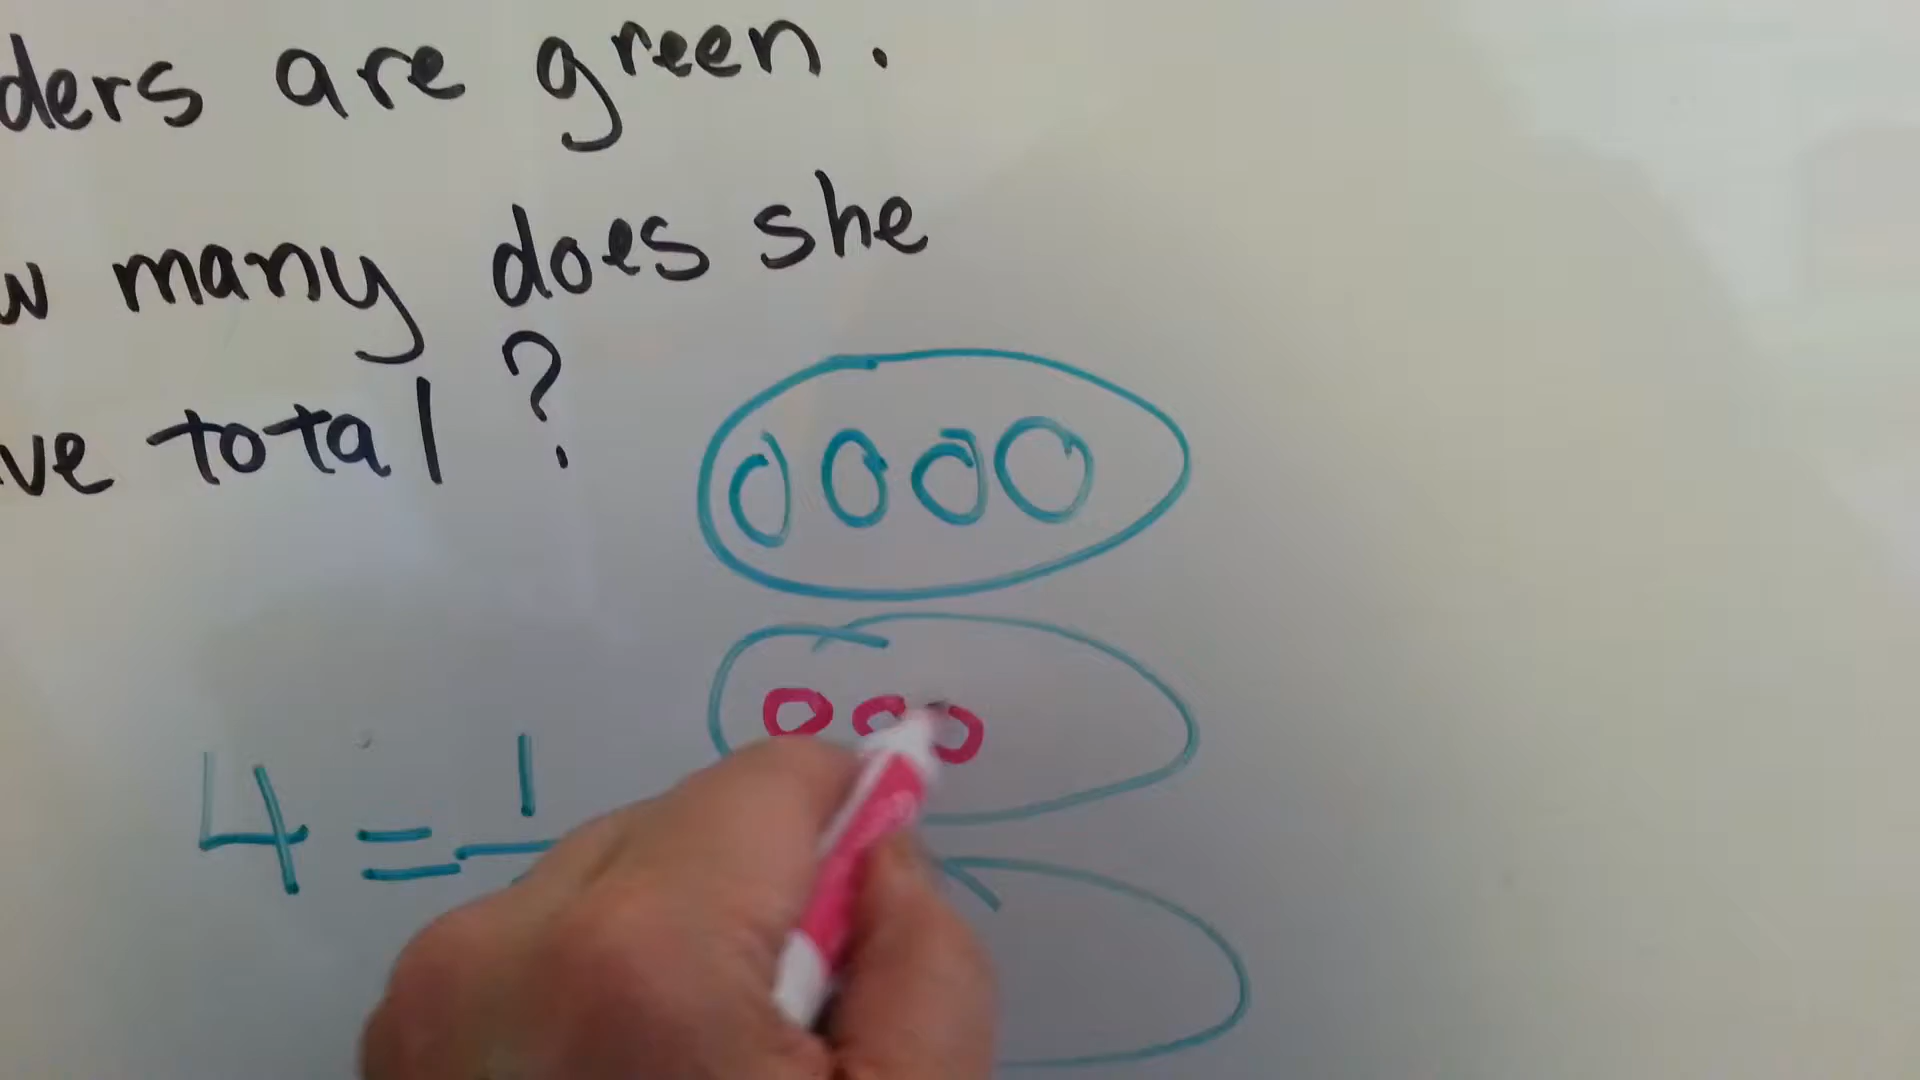 ders are green.
w many does she
ve total?
4 = 1